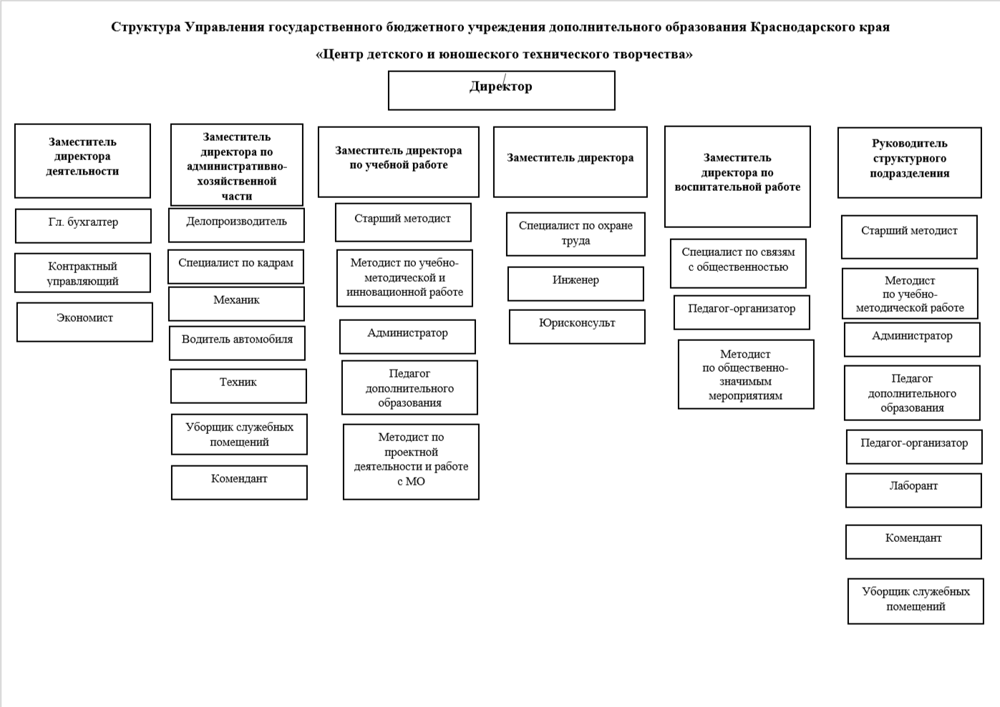 Структура Управления государственного бюджетного учреждения дополнительного образования Краснодарского края
«Центр детского и юношеского технического творчества»
Директор
Заместитель
директора
деятельности
Гл. бухгалтер
Контрактный
управляющий
Экономист
Заместитель
директора по
административно-
хозяйственной
части
Делопроизводитель
Специалист по кадрам
Механик
Водитель автомобиля
Техник
Уборщик служебных
помещений
Комендант
Заместитель директора
по учебной работе
Старший методист
Методист по учебно-
методической и
инновационной работе
Администратор
Педагог
дополнительного
образования
Методист по
проектной
деятельности и работе
с МО
Заместитель директора
Специалист по охране
труда
Инженер
Юрисконсульт
Заместитель
директора по
воспитательной работе
Специалист по связям
с общественностью
Педагог-организатор
Методист
по общественно-
значимым
мероприятиям
Руководитель
структурного
подразделения
Старший методист
Методист
по учебно-
методической работе
Администратор
Педагог
дополнительного
образования
Педагог-организатор
Лаборант
Комендант
Уборщик служебных
помещений